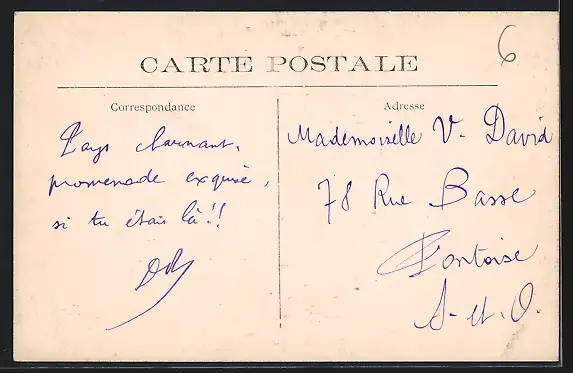 6
CARTE POSTALE
Correspondance
Pays charmant,
promenade exquise,
si tu étais là!!
Adresse
Mademoiselle V. David
78 Rue Basse
Pontoise
S.-et-O.